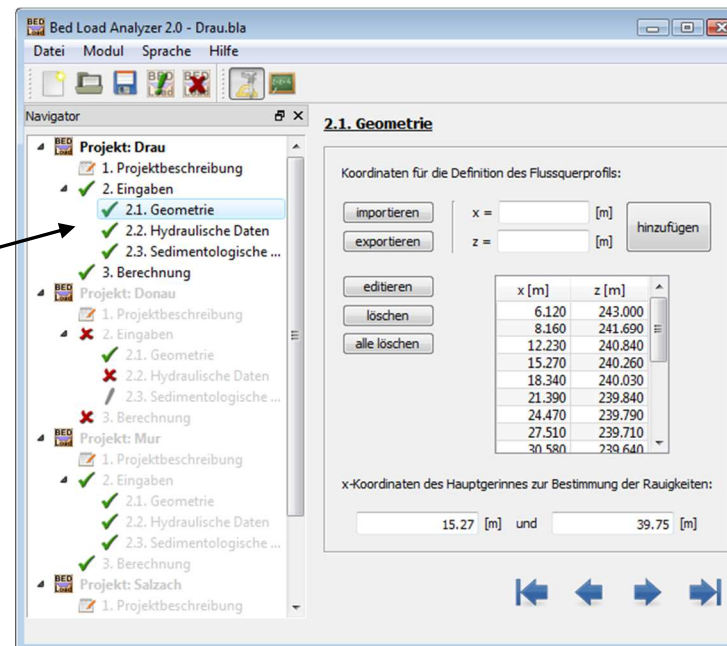 Bed Load Analyzer 2.0 - Drau.bla
Datei Modul Sprache Hilfe
Navigator
Projekt: Drau
1. Projektbeschreibung
2. Eingaben
2.1. Geometrie
2.2. Hydraulische Daten
2.3. Sedimentologische ...
3. Berechnung
Projekt: Donau
1. Projektbeschreibung
2. Eingaben
2.1. Geometrie
2.2. Hydraulische Daten
2.3. Sedimentologische ...
3. Berechnung
Projekt: Mur
1. Projektbeschreibung
2. Eingaben
2.1. Geometrie
2.2. Hydraulische Daten
2.3. Sedimentologische ...
3. Berechnung
Projekt: Salzach
1. Projektbeschreibung
2.1. Geometrie
Koordinaten für die Definition des Flussquerprofils:
importieren x = [m] hinzufügen
exportieren z = [m]
editieren
löschen
alle löschen
x [m] z [m]
6.120 243.000
8.160 241.690
12.230 240.840
15.270 240.260
18.340 240.030
21.390 239.840
24.470 239.790
27.510 239.710
30.580 239.640
x-Koordinaten des Hauptgerinnes zur Bestimmung der Rauigkeiten:
15.27 [m] und 39.75 [m]